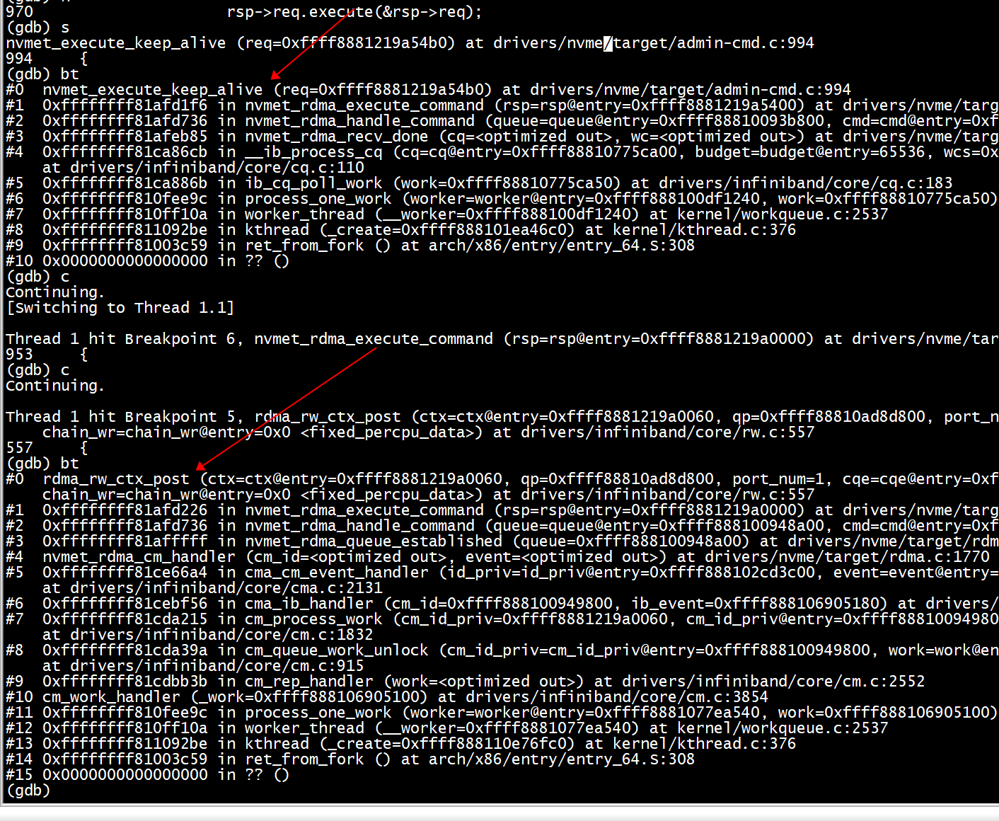 970                     rsp->req.execute(&rsp->req);
(gdb) s
nvmet_execute_keep_alive (req=0xffff8881219a54b0) at drivers/nvme/target/admin-cmd.c:994
994     {
(gdb) bt
#0  nvmet_execute_keep_alive (req=0xffff8881219a54b0) at drivers/nvme/target/admin-cmd.c:994
#1  0xffffffff81afd1f6 in nvmet_rdma_execute_command (rsp=rsp@entry=0xffff8881219a5400) at drivers/nvme/targ
#2  0xffffffff81afd736 in nvmet_rdma_handle_command (queue=queue@entry=0xffff88810093b800, cmd=cmd@entry=0xf
#3  0xffffffff81afeb85 in nvmet_rdma_recv_done (cq=<optimized out>, wc=<optimized out>) at drivers/nvme/targ
#4  0xffffffff81ca86cb in __ib_process_cq (cq=cq@entry=0xffff88810775ca00, budget=budget@entry=65536, wcs=0x
    at drivers/infiniband/core/cq.c:110
#5  0xffffffff81ca886b in ib_cq_poll_work (work=0xffff88810775ca50) at drivers/infiniband/core/cq.c:183
#6  0xffffffff810fee9c in process_one_work (worker=worker@entry=0xffff888100df1240, work=0xffff88810775ca50)
#7  0xffffffff810ff10a in worker_thread (__worker=0xffff888100df1240) at kernel/workqueue.c:2537
#8  0xffffffff811092be in kthread (_create=0xffff888101ea46c0) at kernel/kthread.c:376
#9  0xffffffff81003c59 in ret_from_fork () at arch/x86/entry/entry_64.S:308
#10 0x0000000000000000 in ?? ()
(gdb) c
Continuing.
[Switching to Thread 1.1]
Thread 1 hit Breakpoint 6, nvmet_rdma_execute_command (rsp=rsp@entry=0xffff8881219a0000) at drivers/nvme/tar
953     {
(gdb) c
Continuing.
Thread 1 hit Breakpoint 5, rdma_rw_ctx_post (ctx=ctx@entry=0xffff8881219a0060, qp=0xffff88810ad8d800, port_n
    chain_wr=chain_wr@entry=0x0 <fixed_percpu_data>) at drivers/infiniband/core/rw.c:557
557     {
(gdb) bt
#0  rdma_rw_ctx_post (ctx=ctx@entry=0xffff8881219a0060, qp=0xffff88810ad8d800, port_num=1, cqe=cqe@entry=0xf
    chain_wr=chain_wr@entry=0x0 <fixed_percpu_data>) at drivers/infiniband/core/rw.c:557
#1  0xffffffff81afd226 in nvmet_rdma_execute_command (rsp=rsp@entry=0xffff8881219a0000) at drivers/nvme/targ
#2  0xffffffff81afd736 in nvmet_rdma_handle_command (queue=queue@entry=0xffff888100948a00, cmd=cmd@entry=0xf
#3  0xffffffff81afffff in nvmet_rdma_queue_established (queue=0xffff888100948a00) at drivers/nvme/target/rdm
#4  nvmet_rdma_cm_handler (cm_id=<optimized out>, event=<optimized out>) at drivers/nvme/target/rdma.c:1770
#5  0xffffffff81ce66a4 in cma_cm_event_handler (id_priv=id_priv@entry=0xffff888102cd3c00, event=event@entry=
    at drivers/infiniband/core/cma.c:2131
#6  0xffffffff81cebf56 in cma_ib_handler (cm_id=0xffff888100949800, ib_event=0xffff888106905180) at drivers/
#7  0xffffffff81cda215 in cm_process_work (cm_id_priv=0xffff8881219a0060, cm_id_priv@entry=0xffff88810094980
    at drivers/infiniband/core/cm.c:1832
#8  0xffffffff81cda39a in cm_queue_work_unlock (cm_id_priv=cm_id_priv@entry=0xffff888100949800, work=work@en
    at drivers/infiniband/core/cm.c:915
#9  0xffffffff81cdbb3b in cm_rep_handler (work=<optimized out>) at drivers/infiniband/core/cm.c:2552
#10 cm_work_handler (_work=0xffff888106905100) at drivers/infiniband/core/cm.c:3854
#11 0xffffffff810fee9c in process_one_work (worker=worker@entry=0xffff8881077ea540, work=0xffff888106905100)
#12 0xffffffff810ff10a in worker_thread (__worker=0xffff8881077ea540) at kernel/workqueue.c:2537
#13 0xffffffff811092be in kthread (_create=0xffff888110e76fc0) at kernel/kthread.c:376
#14 0xffffffff81003c59 in ret_from_fork () at arch/x86/entry/entry_64.S:308
#15 0x0000000000000000 in ?? ()
(gdb)